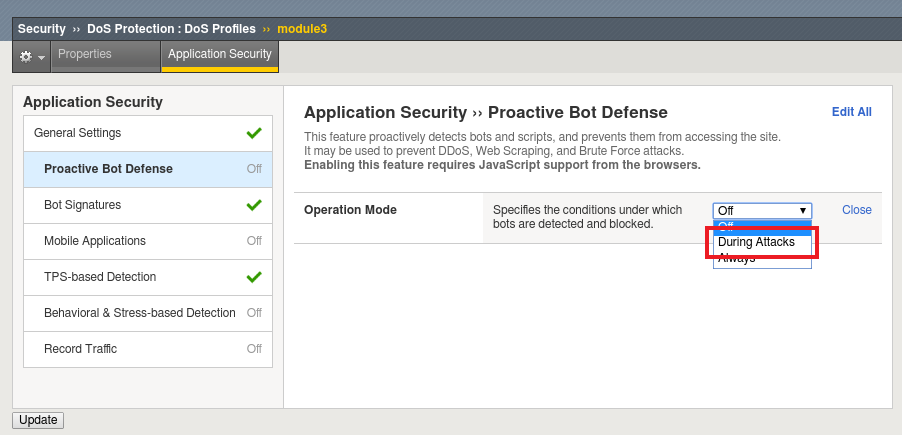 Security ›› DoS Protection : DoS Profiles ›› module3
Properties
Application Security
Application Security
General Settings
Proactive Bot Defense Off
Bot Signatures
Mobile Applications Off
TPS-based Detection
Behavioral & Stress-based Detection Off
Record Traffic Off
Application Security ›› Proactive Bot Defense
Edit All
This feature proactively detects bots and scripts, and prevents them from accessing the site.
It may be used to prevent DDoS, Web Scraping, and Brute Force attacks.
Enabling this feature requires JavaScript support from the browsers.
Operation Mode
Specifies the conditions under which
bots are detected and blocked.
Off
Close
Off
During Attacks
Always
Update